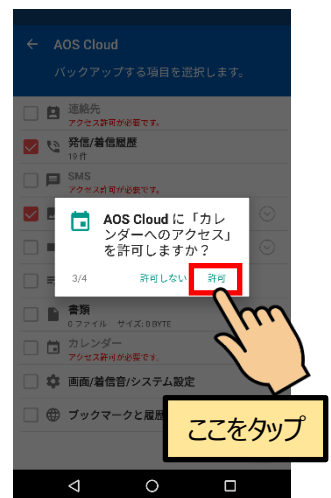 ← AOS Cloud
バックアップする項目を選択します。
連絡先
アクセス許可が必要です。
発信/着信履歴
19 件
SMS
アクセス許可が必要です。
AOS Cloud に「カレ
ンダーへのアクセス」
を許可しますか？
3/4 許可しない 許可
書類
0 ファイル サイズ: 0 BYTE
カレンダー
アクセス許可が必要です。
画面/着信音/システム設定
ブックマークと履歴
ここをタップ